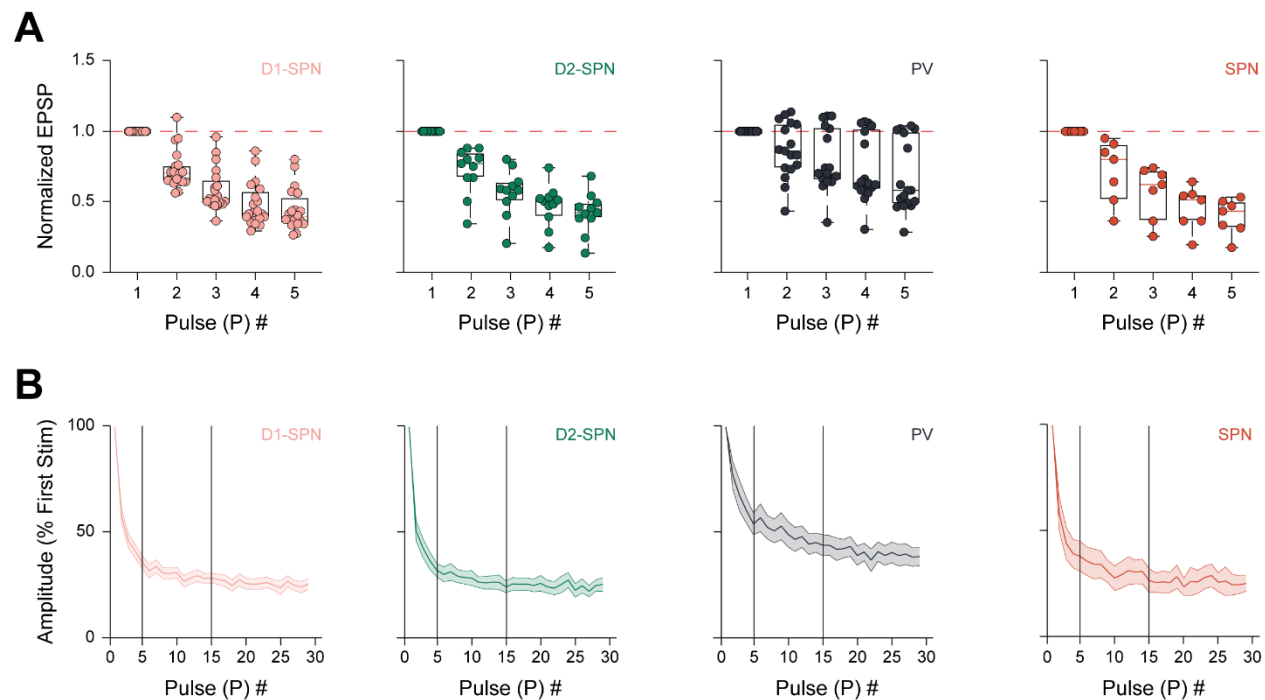 A
Normalized EPSP
1.5
1.0
0.5
0.0
D1-SPN
1 2 3 4 5
Pulse (P) #
D2-SPN
1 2 3 4 5
Pulse (P) #
PV
1 2 3 4 5
Pulse (P) #
SPN
1 2 3 4 5
Pulse (P) #
B
Amplitude (% First Stim)
100
50
0
D1-SPN
0 5 10 15 20 25 30
Pulse (P) #
D2-SPN
0 5 10 15 20 25 30
Pulse (P) #
PV
0 5 10 15 20 25 30
Pulse (P) #
SPN
0 5 10 15 20 25 30
Pulse (P) #